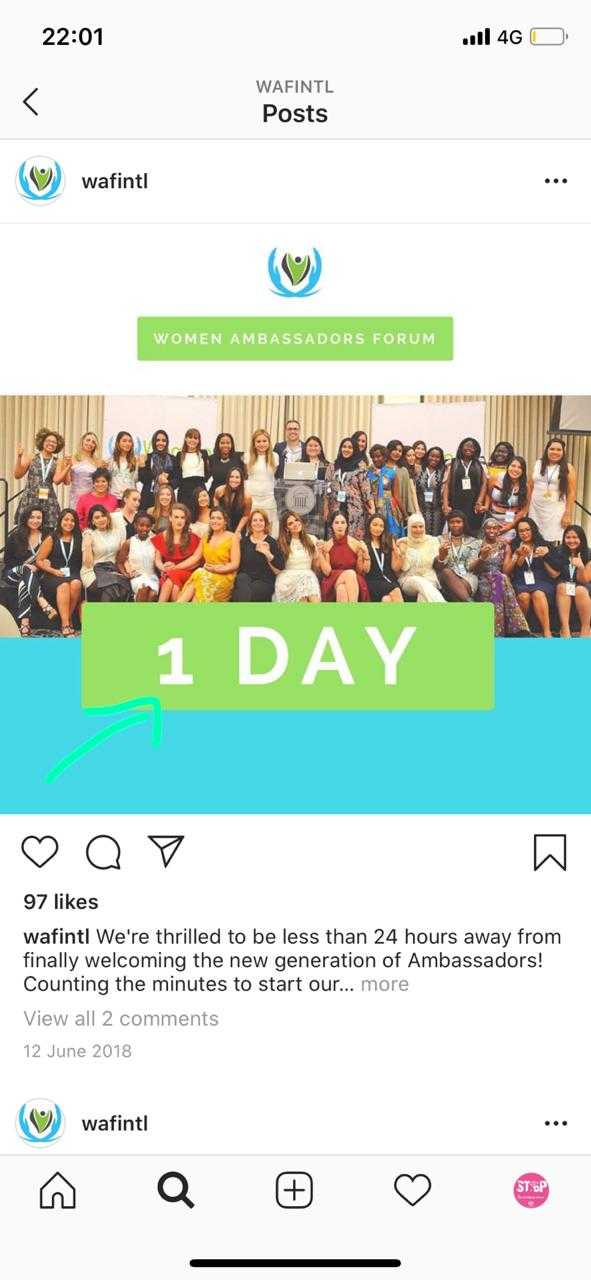 22:01
4G
WAFINTL
Posts
wafintl
WOMEN AMBASSADORS FORUM
1 DAY
97 likes
wafintl We're thrilled to be less than 24 hours away from
finally welcoming the new generation of Ambassadors!
Counting the minutes to start our... more
View all 2 comments
12 June 2018
wafintl